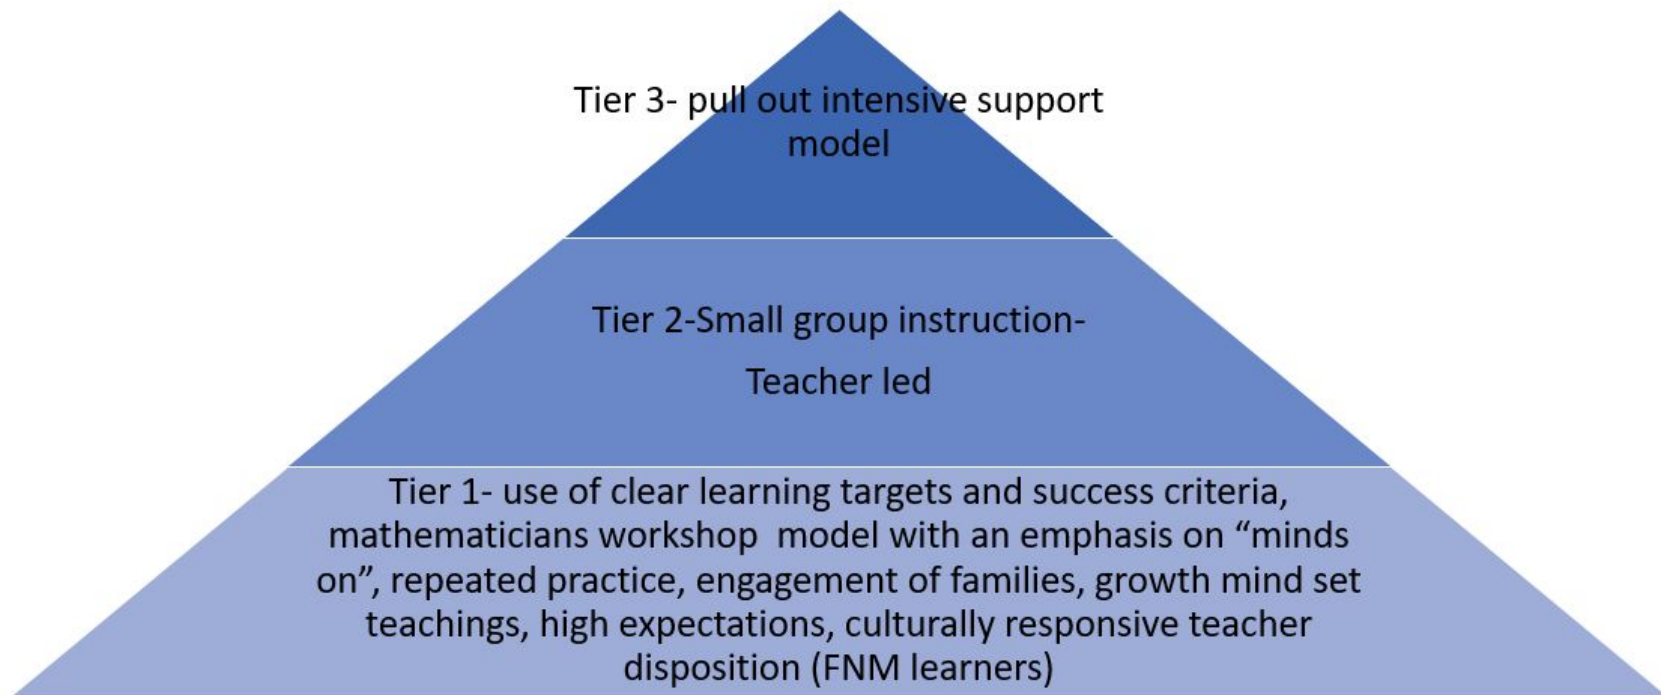 Tier 3- pull out intensive support
model
Tier 2-Small group instruction-
Teacher led
Tier 1- use of clear learning targets and success criteria,
mathematicians workshop  model with an emphasis on “minds
on”, repeated practice, engagement of families, growth mind set
teachings, high expectations, culturally responsive teacher
disposition (FNM learners)